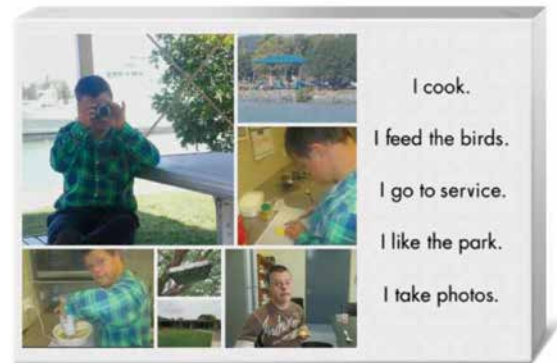 I cook.
I feed the birds.
I go to service.
I like the park.
I take photos.